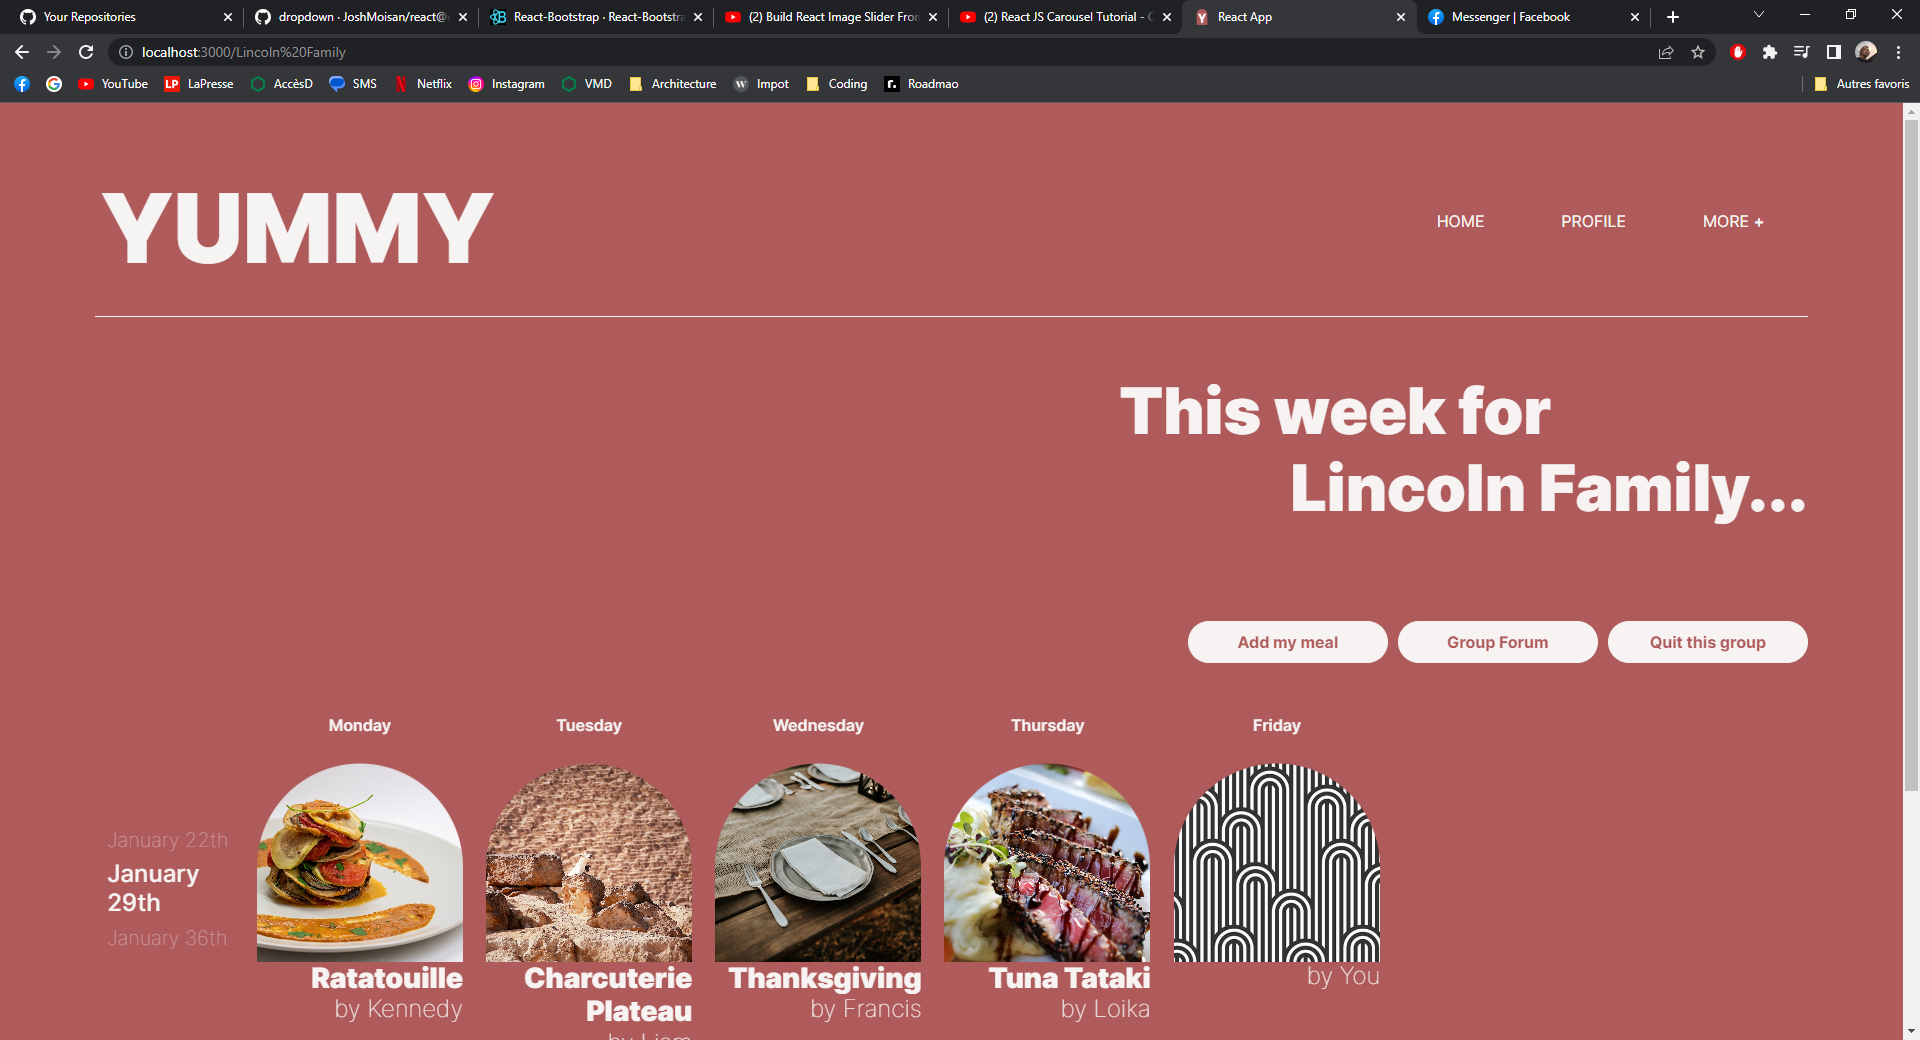 Your Repositories
dropdown · JoshMoisan/react@
React-Bootstrap · React-Bootstra
(2) Build React Image Slider Fron
(2) React JS Carousel Tutorial - C
React App
Messenger | Facebook
localhost:3000/Lincoln%20Family
YouTube
LaPresse
AccèsD
SMS
Netflix
Instagram
VMD
Architecture
Impot
Coding
Roadmao
Autres favoris
YUMMY
HOME
PROFILE
MORE +
This week for
Lincoln Family...
Add my meal
Group Forum
Quit this group
Monday
Tuesday
Wednesday
Thursday
Friday
January 22th
January
29th
January 36th
Ratatouille
by Kennedy
Charcuterie
Plateau
by Liam
Thanksgiving
by Francis
Tuna Tataki
by Loika
by You